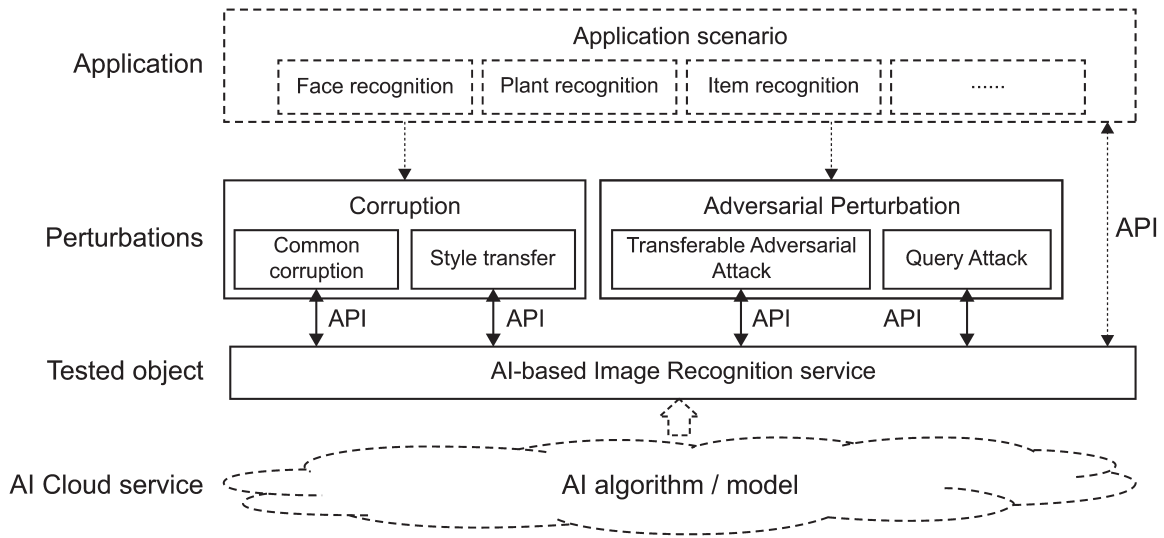 Application scenario
Application
Face recognition
Plant recognition
Item recognition
......
Corruption
Adversarial Perturbation
Perturbations
Common
corruption
Style transfer
Transferable Adversarial
Attack
Query Attack
API
API
API
API
API
Tested object
AI-based Image Recognition service
AI Cloud service
AI algorithm / model